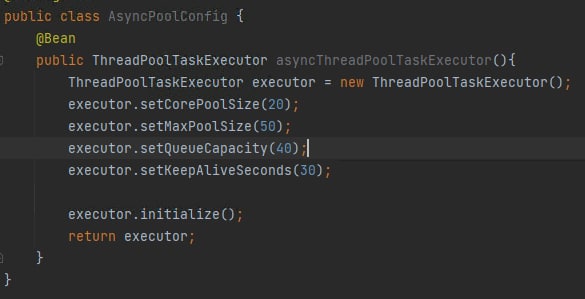 public class AsyncPoolConfig {
@Bean
public ThreadPoolTaskExecutor asyncThreadPoolTaskExecutor(){
ThreadPoolTaskExecutor executor = new ThreadPoolTaskExecutor();
executor.setCorePoolSize(20);
executor.setMaxPoolSize(50);
executor.setQueueCapacity(40);
executor.setKeepAliveSeconds(30);
executor.initialize();
return executor;
}
}